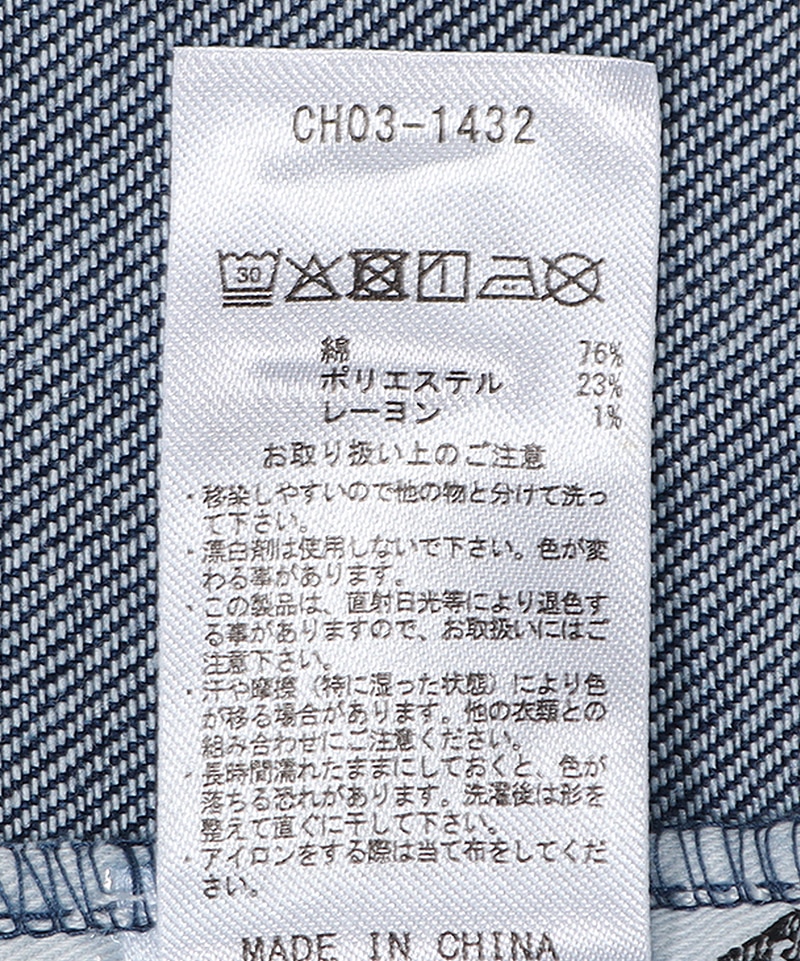 CH03-1432
30
綿 76%
ポリエステル 23%
レーヨン 1%
お取り扱い上のご注意
・移染しやすいので他の物と分けて洗っ
て下さい。
・漂白剤は使用しないで下さい。色が変
わる事があります。
・この製品は、直射日光等により退色す
る事がありますので、お取扱いにはご
注意下さい。
・汗や摩擦（特に湿った状態）により色
が移る場合があります。他の衣類との
組み合わせにご注意ください。
・長時間濡れたままにしておくと、色が
落ちる恐れがあります。洗濯後は形を
整えて直ぐに干して下さい。
・アイロンをする際は当て布をしてくだ
さい。
MADE IN CHINA